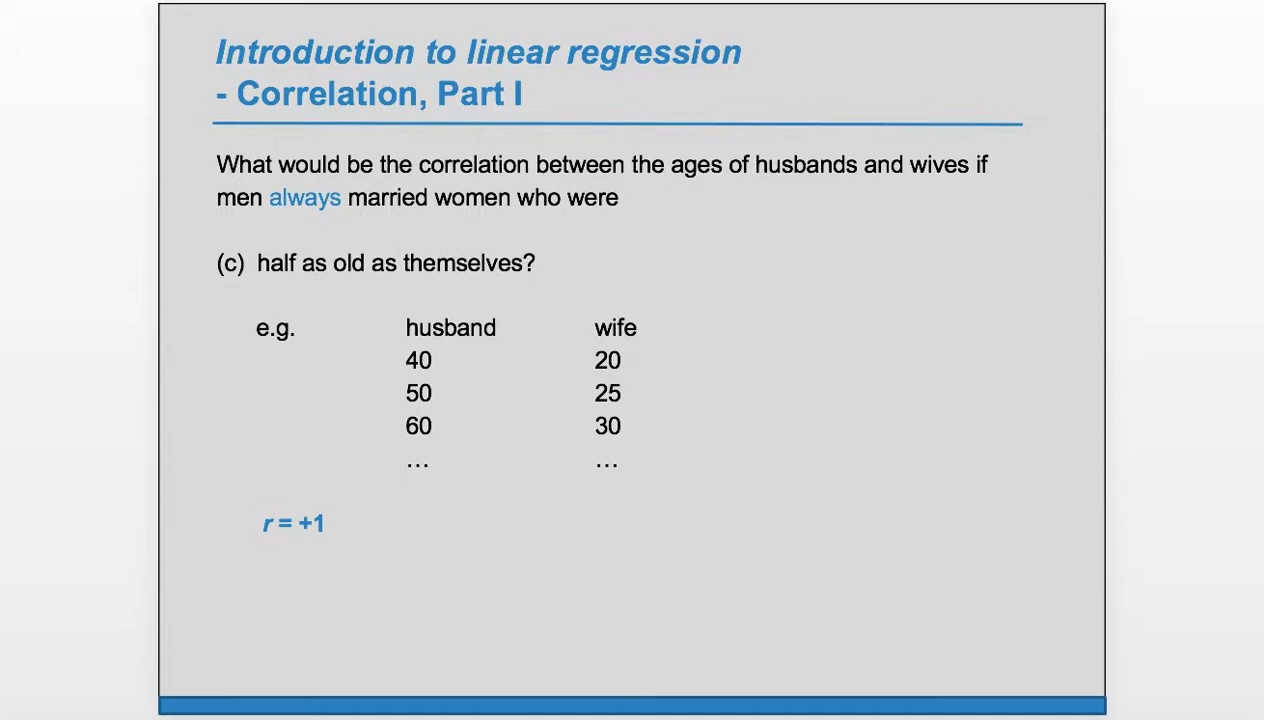 Introduction to linear regression
- Correlation, Part I
What would be the correlation between the ages of husbands and wives if
men always married women who were
(c) half as old as themselves?
e.g. husband wife
40 20
50 25
60 30
… …
r = +1